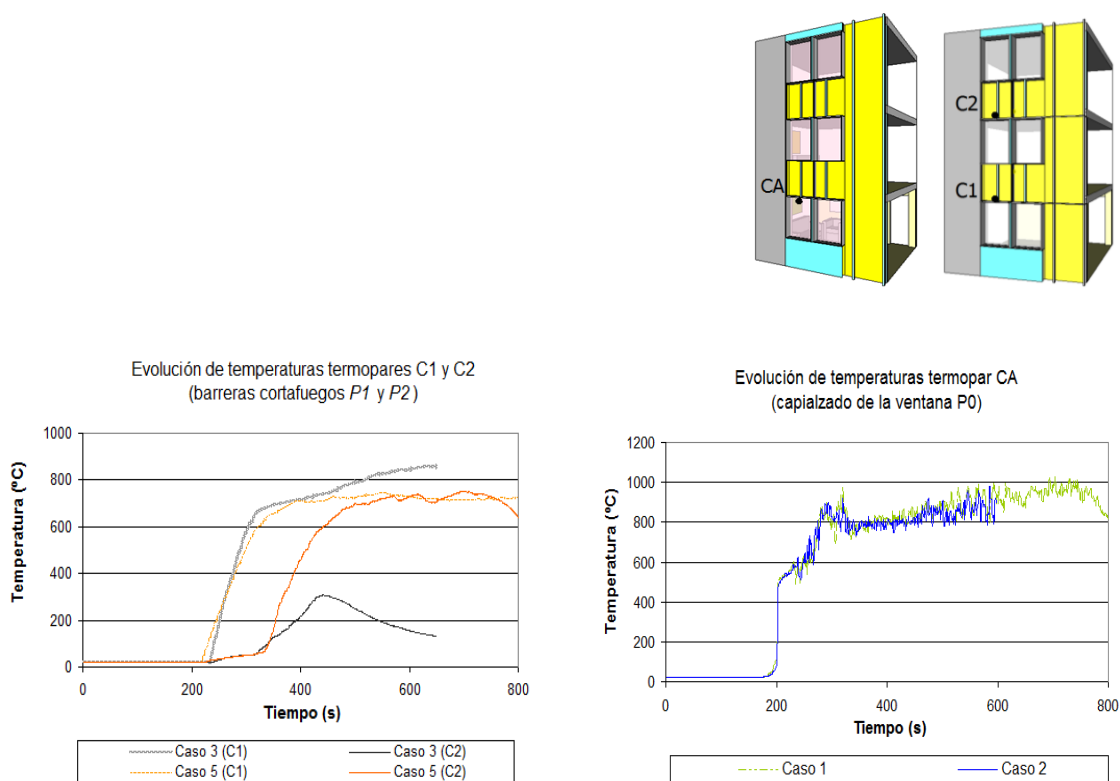 CA
C2
C1
Evolución de temperaturas termopares C1 y C2
(barreras cortafuegos P1 y P2)
Temperatura (ºC)
1000
800
600
400
200
0
0 200 400 600 800
Tiempo (s)
Caso 3 (C1) Caso 3 (C2)
Caso 5 (C1) Caso 5 (C2)
Evolución de temperaturas termopar CA
(capialzado de la ventana P0)
Temperatura (ºC)
1200
1000
800
600
400
200
0
0 200 400 600 800
Tiempo (s)
Caso 1 Caso 2